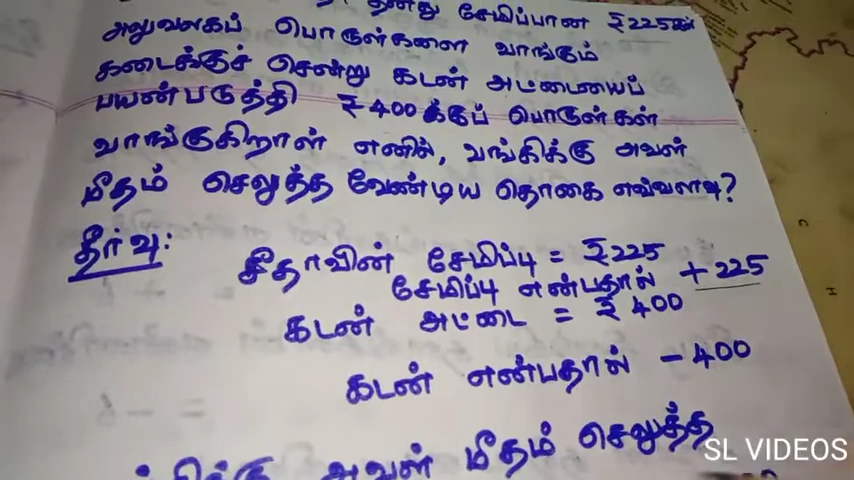 தனது சேமிப்பான ₹225ஐக்
அலுவலகப் பொருள்களை வாங்கும்
கடைக்குச் சென்று கடன் அட்டையைப்
பயன்படுத்தி ₹400க்குப் பொருள்கள்
வாங்குகிறாள் எனில், வங்கிக்கு அவள்
மீதம் செலுத்த வேண்டிய தொகை எவ்வளவு?
தீர்வு:
சீதாவின் சேமிப்பு = ₹225
சேமிப்பு என்பதால் +225
கடன் அட்டை = ₹400
கடன் என்பதால் -400
அவள் மீதம் செலுத்த
SL VIDEOS